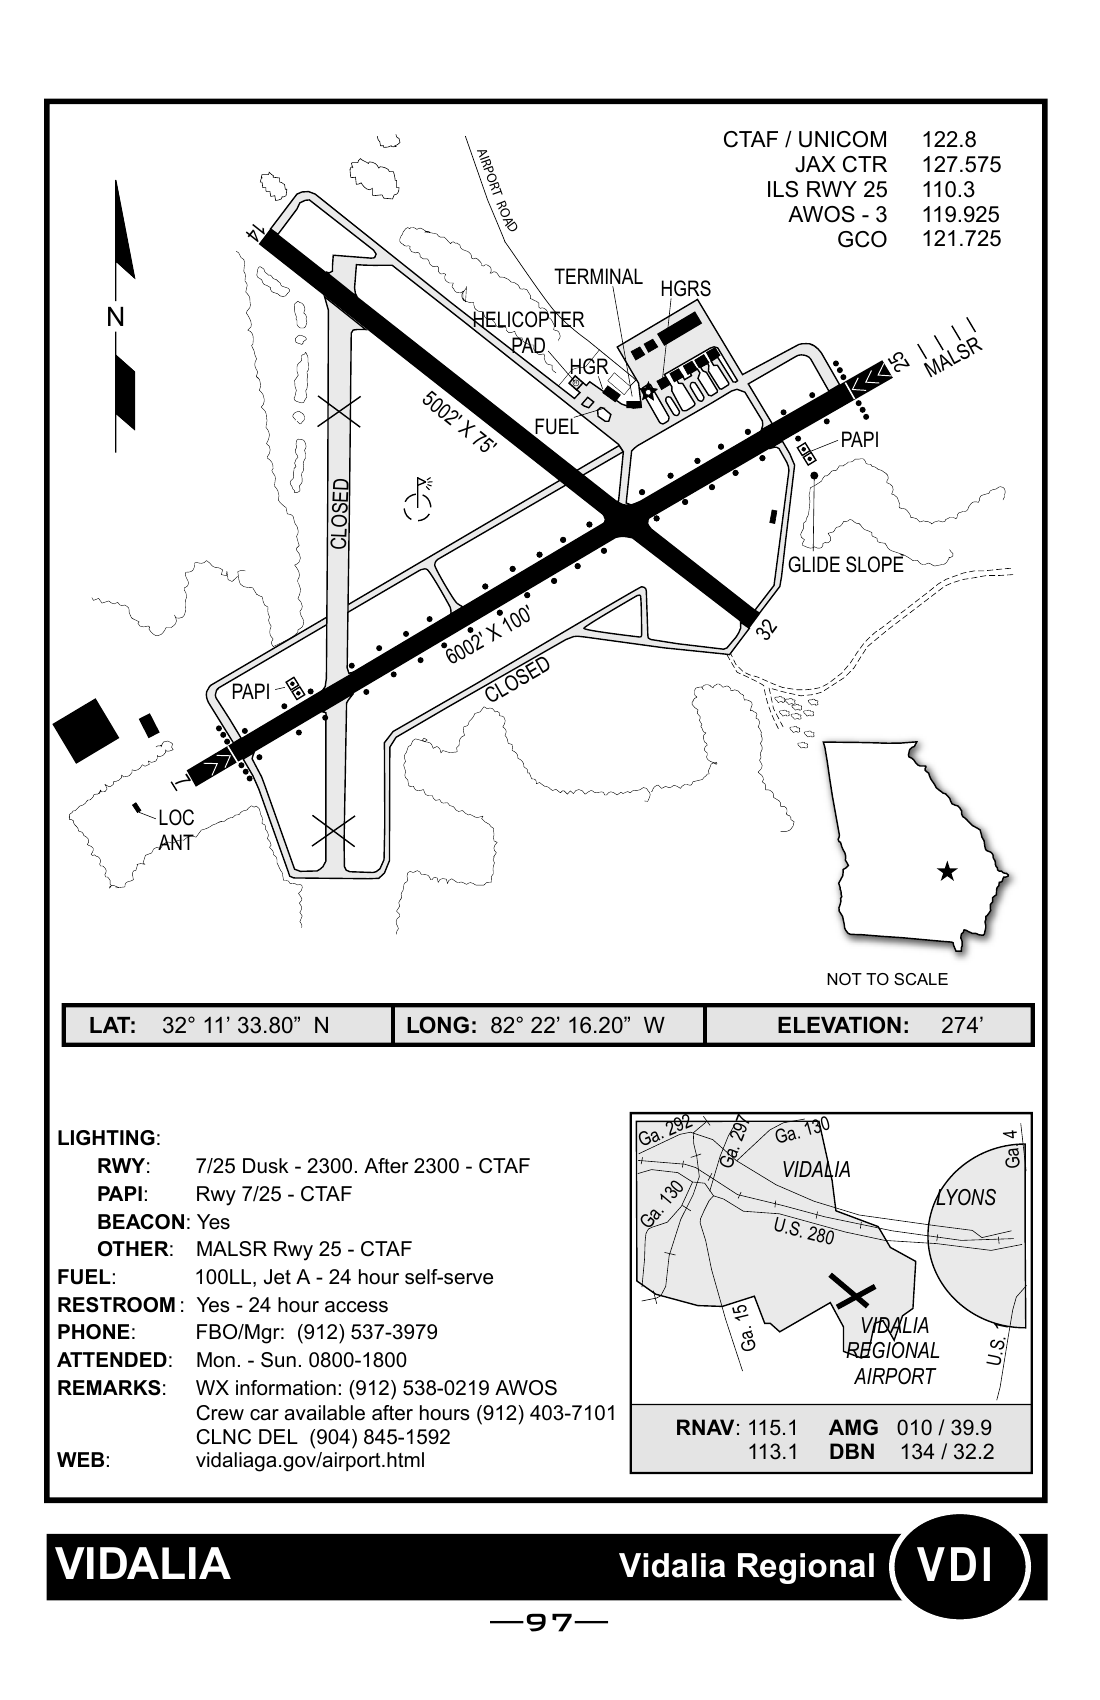 CTAF / UNICOM 122.8
JAX CTR 127.575
ILS RWY 25 110.3
AWOS - 3 119.925
GCO 121.725
AIRPORT ROAD
14
N
TERMINAL
HGRS
HELICOPTER
PAD
HGR
FUEL
25
MALSR
5002' X 75'
PAPI
CLOSED
GLIDE SLOPE
6002' X 100'
32
CLOSED
PAPI
7
LOC
ANT
NOT TO SCALE
LAT: 32° 11’ 33.80” N LONG: 82° 22’ 16.20” W ELEVATION: 274’
LIGHTING:
RWY: 7/25 Dusk - 2300. After 2300 - CTAF
PAPI: Rwy 7/25 - CTAF
BEACON: Yes
OTHER: MALSR Rwy 25 - CTAF
FUEL: 100LL, Jet A - 24 hour self-serve
RESTROOM: Yes - 24 hour access
PHONE: FBO/Mgr: (912) 537-3979
ATTENDED: Mon. - Sun. 0800-1800
REMARKS: WX information: (912) 538-0219 AWOS
Crew car available after hours (912) 403-7101
CLNC DEL (904) 845-1592
WEB: vidaliaga.gov/airport.html
Ga. 292
Ga. 297
Ga. 130
Ga. 4
VIDALIA
LYONS
Ga. 130
U.S. 280
Ga. 15
U.S.
VIDALIA
REGIONAL
AIRPORT
RNAV: 115.1 AMG 010 / 39.9
113.1 DBN 134 / 32.2
VIDALIA
Vidalia Regional
VDI
97